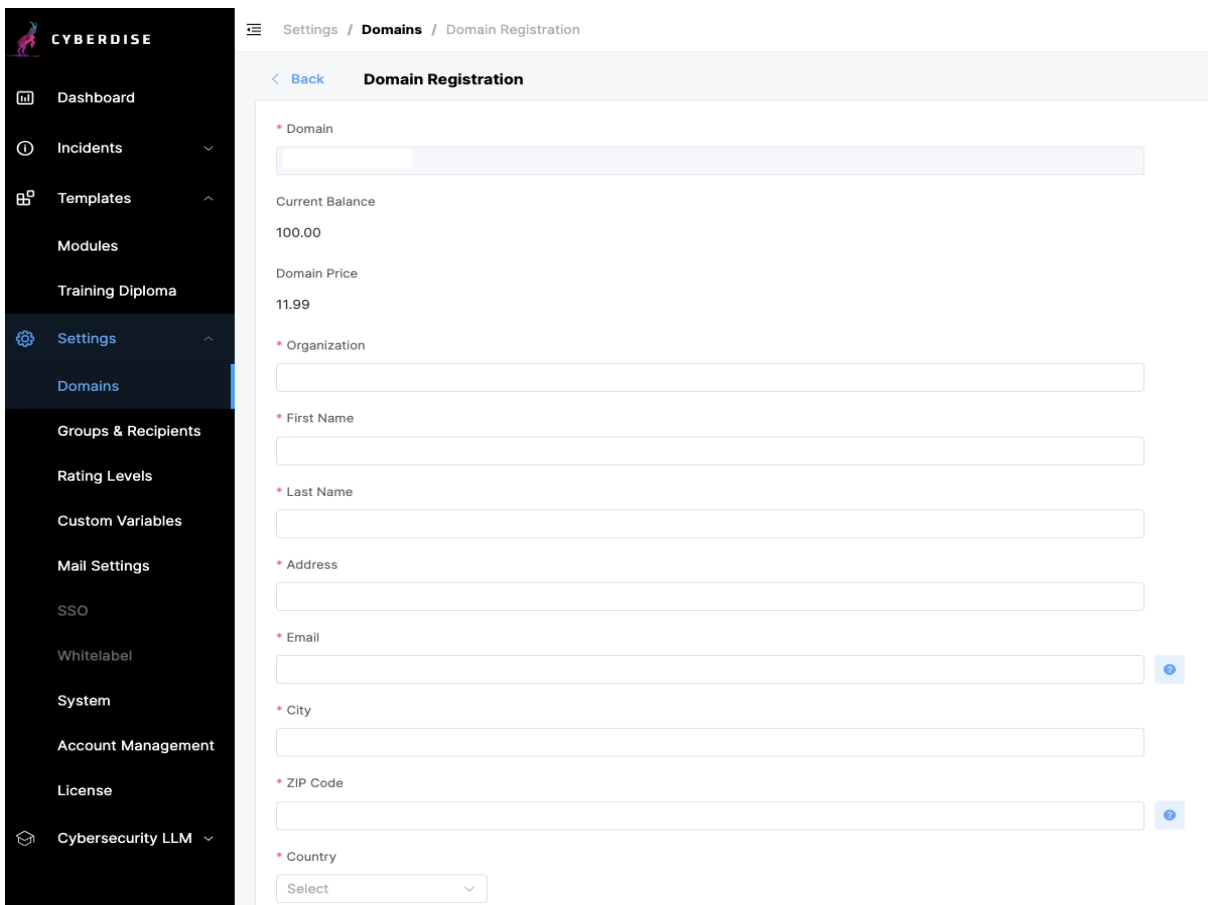 CYBERDISE
Dashboard
Incidents
Templates
Modules
Training Diploma
Settings
Domains
Groups & Recipients
Rating Levels
Custom Variables
Mail Settings
SSO
Whitelabel
System
Account Management
License
Cybersecurity LLM
Settings / Domains / Domain Registration
Back Domain Registration
* Domain
Current Balance
100.00
Domain Price
11.99
* Organization
* First Name
* Last Name
* Address
* Email
?
* City
* ZIP Code
?
* Country
Select